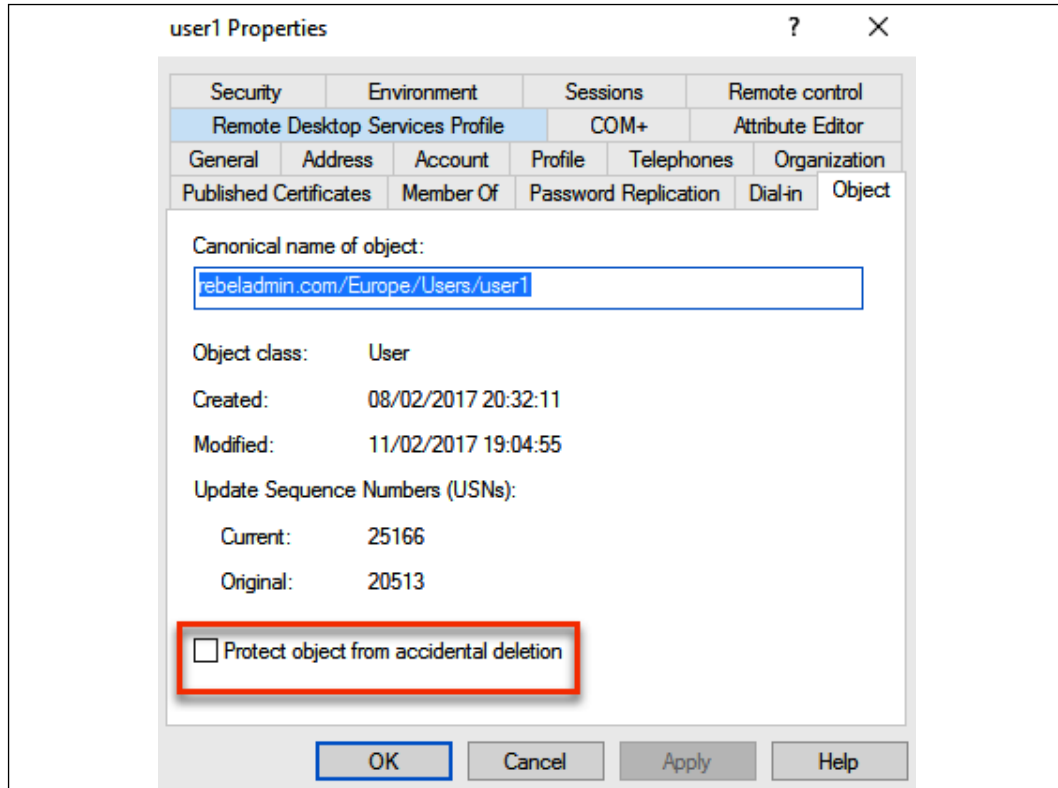 user1 Properties ? ×
Security Environment Sessions Remote control
Remote Desktop Services Profile COM+ Attribute Editor
General Address Account Profile Telephones Organization
Published Certificates Member Of Password Replication Dial-in Object
Canonical name of object:
rebeladmin.com/Europe/Users/user1
Object class: User
Created: 08/02/2017 20:32:11
Modified: 11/02/2017 19:04:55
Update Sequence Numbers (USNs):
Current: 25166
Original: 20513
Protect object from accidental deletion
OK Cancel Apply Help